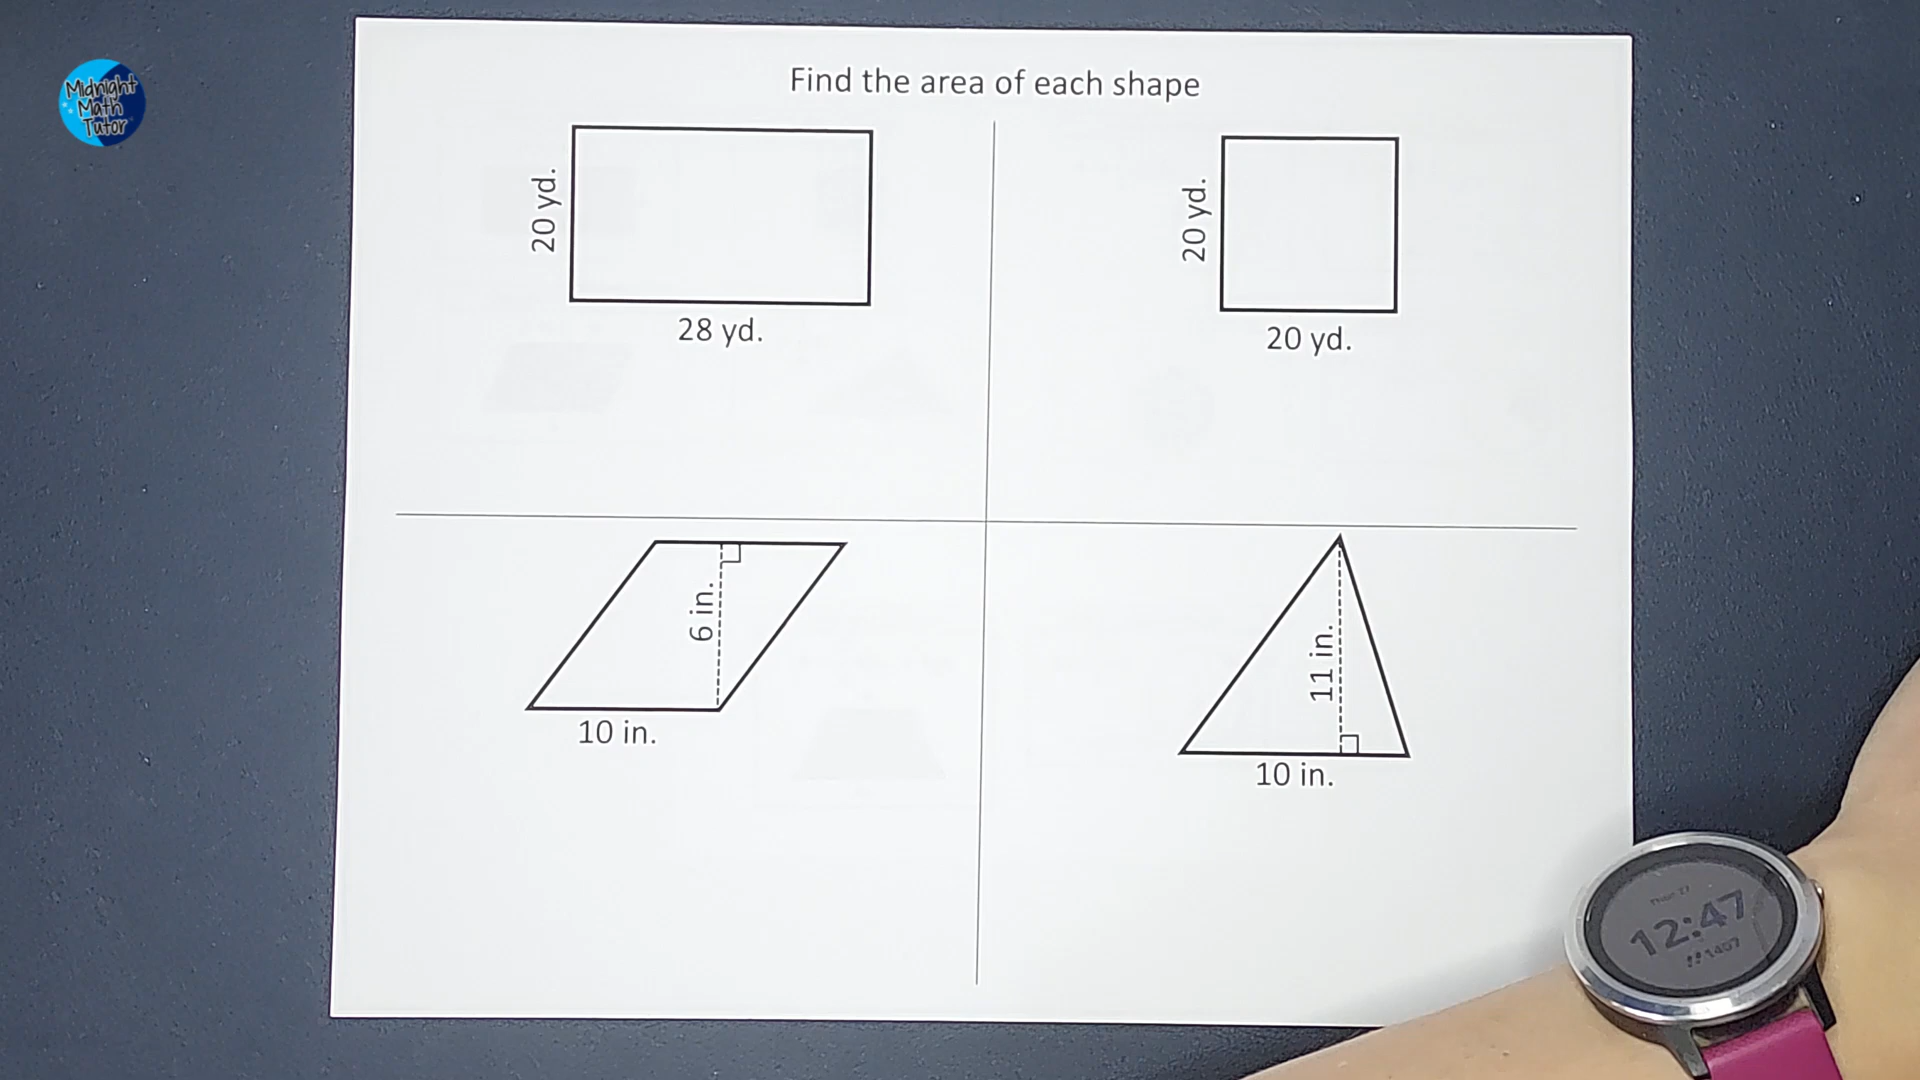 Midnight
Math
Tutor
Find the area of each shape
20 yd.
28 yd.
20 yd.
20 yd.
6 in.
10 in.
11 in.
10 in.
12:47